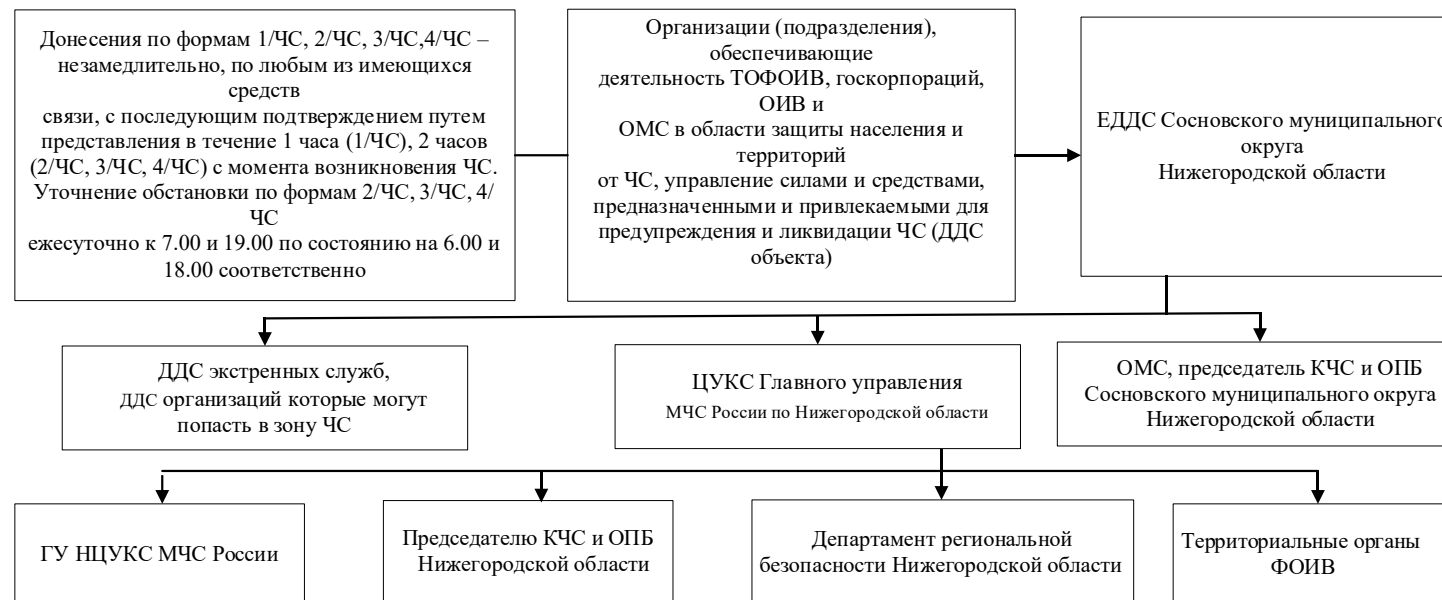 Донесения по формам 1/ЧС, 2/ЧС, 3/ЧС,4/ЧС –
незамедлительно, по любым из имеющихся
средств
связи, с последующим подтверждением путем
представления в течение 1 часа (1/ЧС), 2 часов
(2/ЧС, 3/ЧС, 4/ЧС) с момента возникновения ЧС.
Уточнение обстановки по формам 2/ЧС, 3/ЧС, 4/
ЧС
ежесуточно к 7.00 и 19.00 по состоянию на 6.00 и
18.00 соответственно
Организации (подразделения),
обеспечивающие
деятельность ТОФОИВ, госкорпораций,
ОИВ и
ОМС в области защиты населения и
территорий
от ЧС, управление силами и средствами,
предназначенными и привлекаемыми для
предупреждения и ликвидации ЧС (ДДС
объекта)
ЕДДС Сосновского муниципального
округа
Нижегородской области
ДДС экстренных служб,
ДДС организаций которые могут
попасть в зону ЧС
ЦУКС Главного управления
МЧС России по Нижегородской области
ОМС, председатель КЧС и ОПБ
Сосновского муниципального округа
Нижегородской области
ГУ НЦУКС МЧС России
Председателю КЧС и ОПБ
Нижегородской области
Департамент региональной
безопасности Нижегородской области
Территориальные органы
ФОИВ